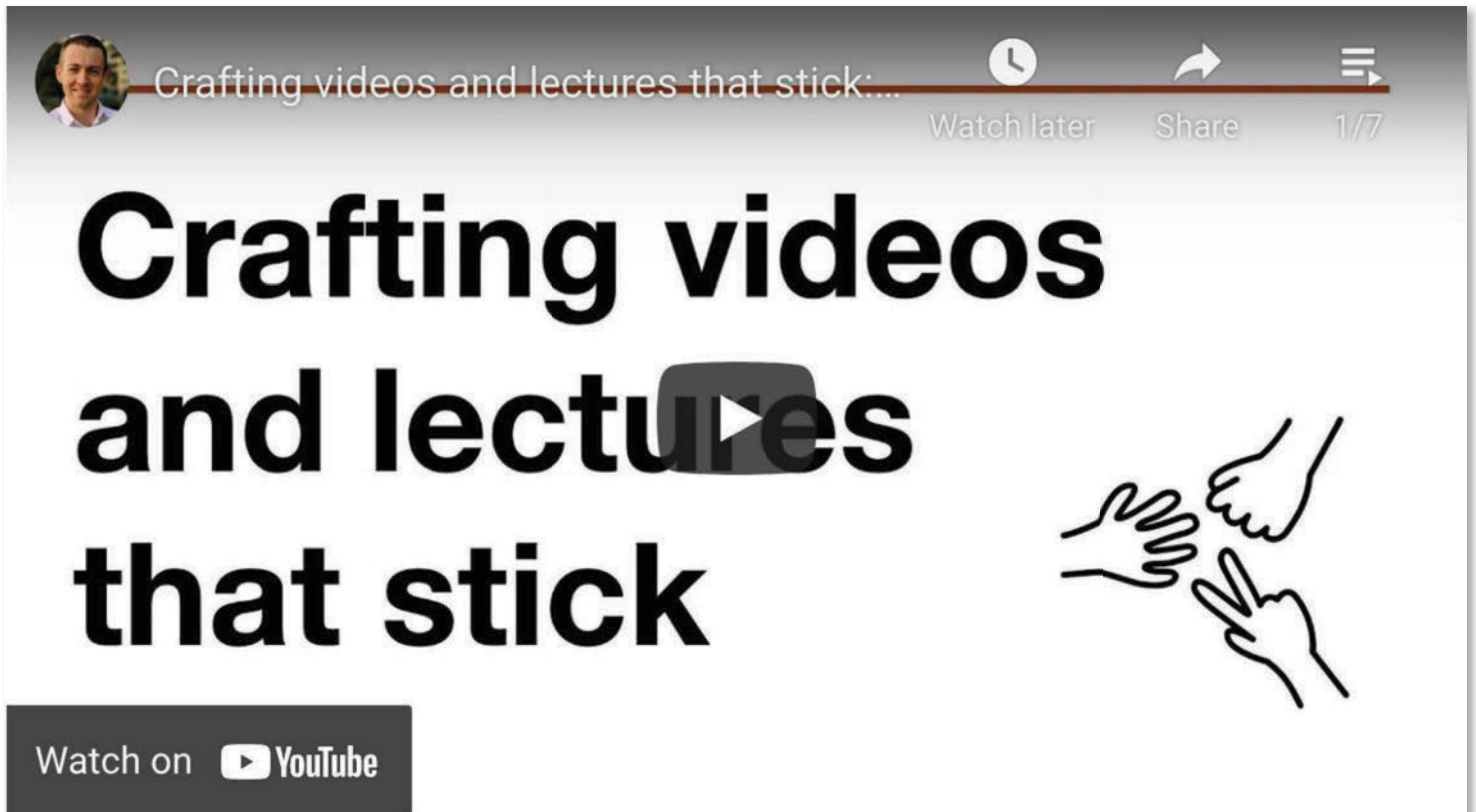 Crafting videos and lectures that stick:...
Watch later
Share
1/7
Crafting videos
and lectures
that stick
Watch on YouTube